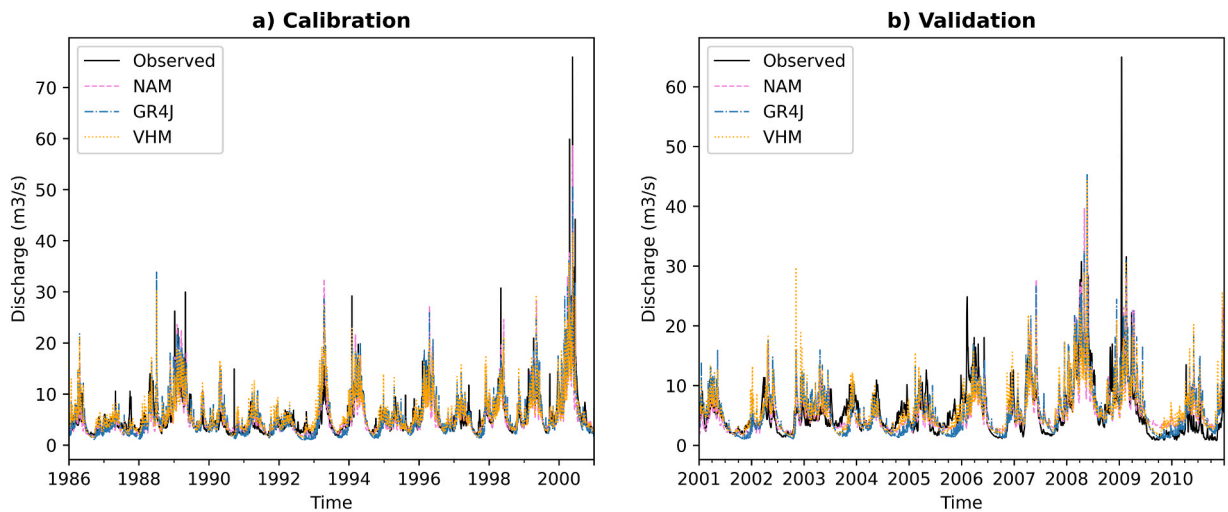 a) Calibration
Observed
NAM
GR4J
VHM
70
60
50
40
30
20
10
0
Discharge (m3/s)
1986 1988 1990 1992 1994 1996 1998 2000
Time
b) Validation
Observed
NAM
GR4J
VHM
60
50
40
30
20
10
0
Discharge (m3/s)
2001 2002 2003 2004 2005 2006 2007 2008 2009 2010
Time